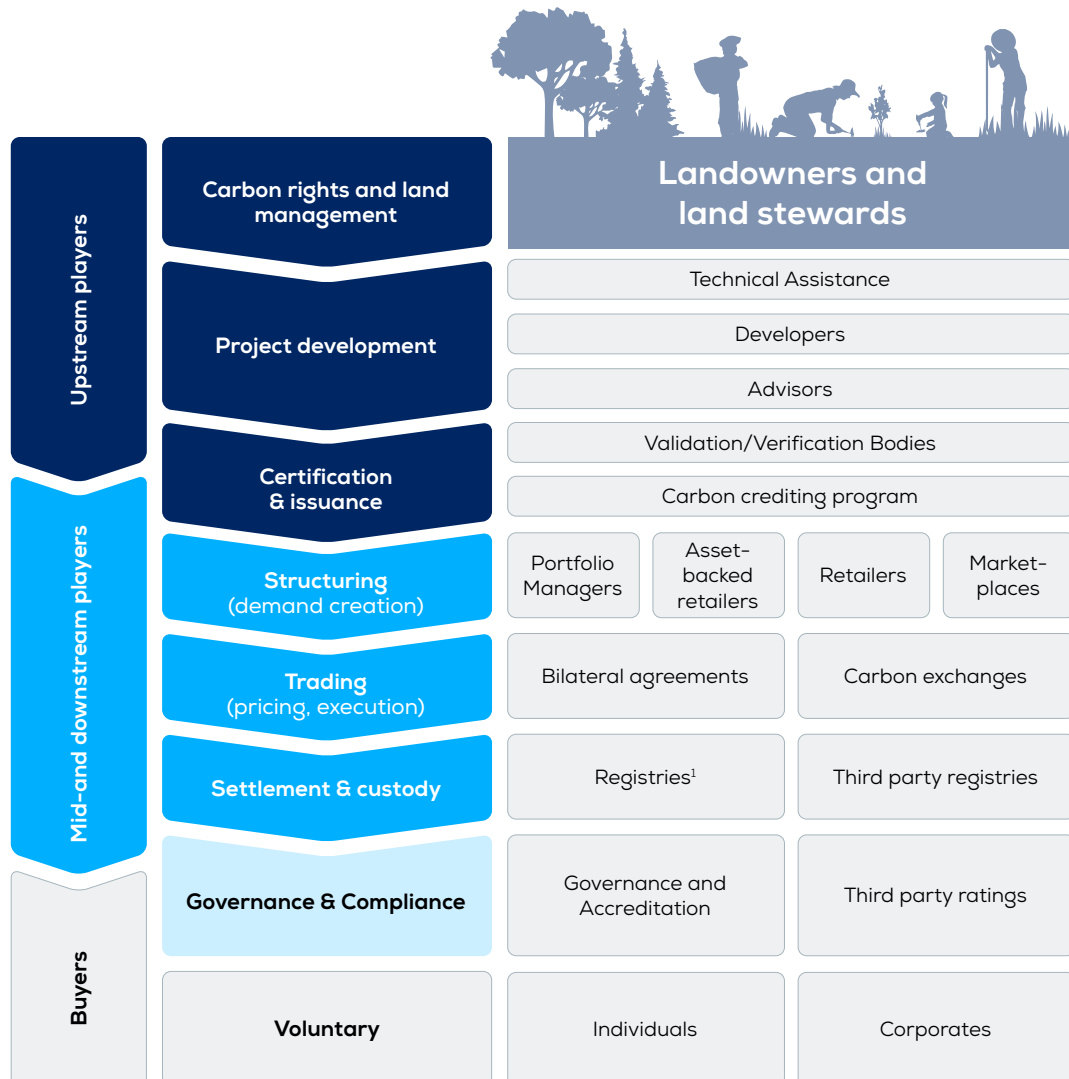 Upstream players
Carbon rights and land
management
Landowners and
land stewards
Project development
Technical Assistance
Developers
Advisors
Certification
& issuance
Validation/Verification Bodies
Carbon crediting program
Mid-and downstream players
Structuring
(demand creation)
Portfolio
Managers
Asset-
backed
retailers
Retailers
Market-
places
Trading
(pricing, execution)
Bilateral agreements
Carbon exchanges
Settlement & custody
Registries¹
Third party registries
Governance & Compliance
Governance and
Accreditation
Third party ratings
Buyers
Voluntary
Individuals
Corporates